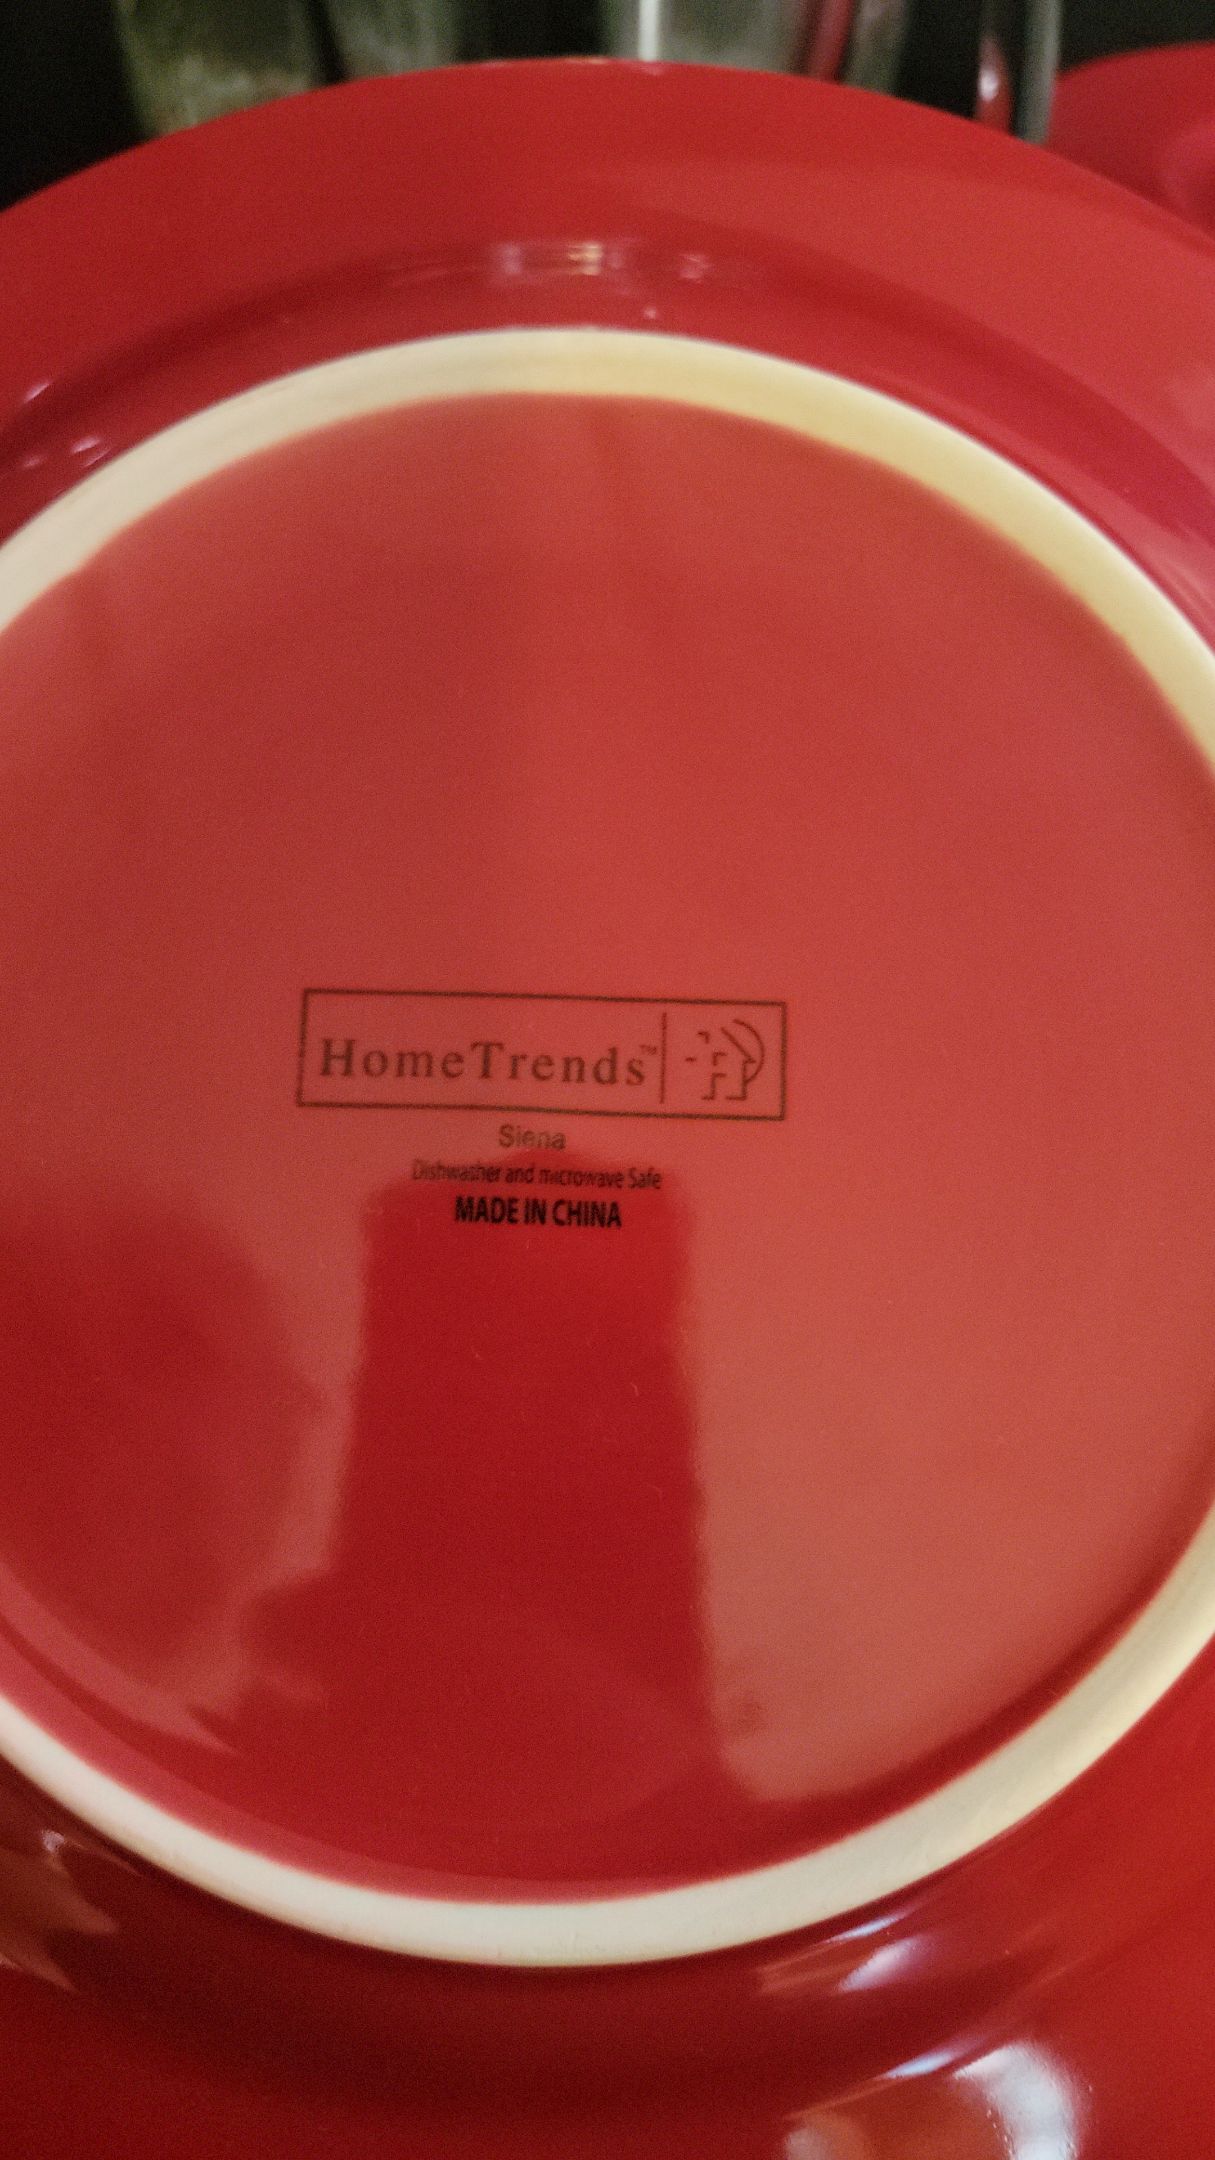 HomeTrends™
Siena
Dishwasher and microwave Safe
MADE IN CHINA